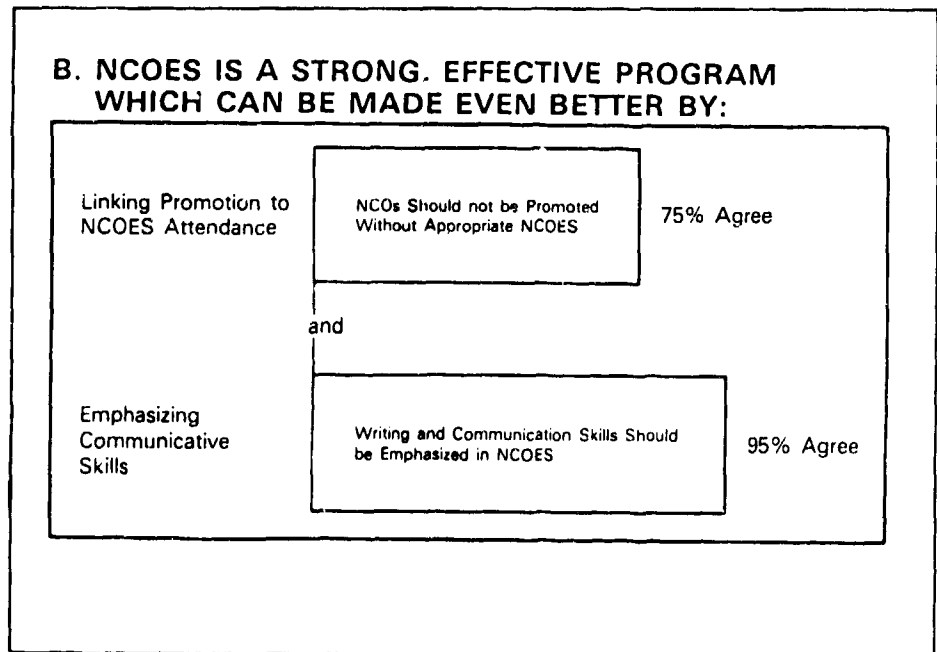 B. NCOES IS A STRONG, EFFECTIVE PROGRAM
WHICH CAN BE MADE EVEN BETTER BY:
Linking Promotion to
NCOES Attendance
NCOs Should not be Promoted
Without Appropriate NCOES
75% Agree
and
Emphasizing
Communicative
Skills
Writing and Communication Skills Should
be Emphasized in NCOES
95% Agree